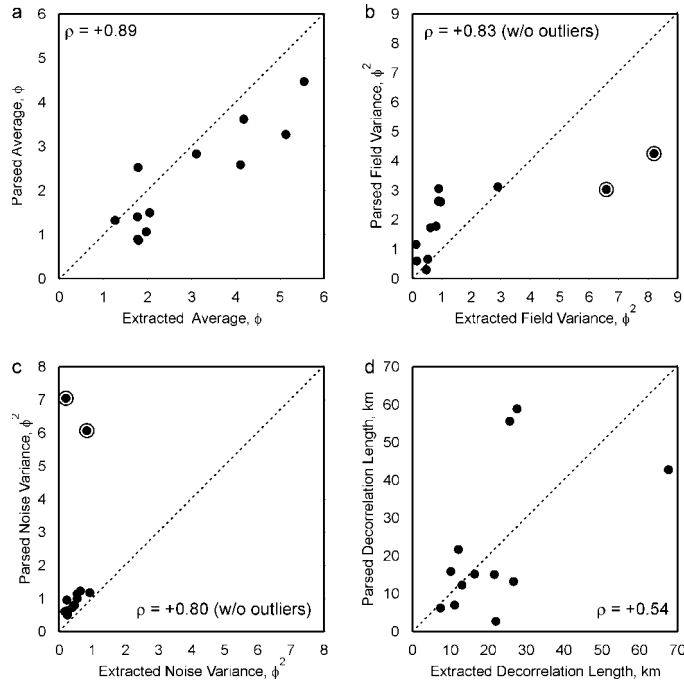 a
ρ = +0.89
Parsed Average, ϕ
6
5
4
3
2
1
0
0 1 2 3 4 5 6
Extracted Average, ϕ
b
ρ = +0.83 (w/o outliers)
Parsed Field Variance, ϕ²
9
8
7
6
5
4
3
2
1
0
0 1 2 3 4 5 6 7 8 9
Extracted Field Variance, ϕ²
c
Parsed Noise Variance, ϕ²
8
7
6
5
4
3
2
1
0
ρ = +0.80 (w/o outliers)
0 1 2 3 4 5 6 7 8
Extracted Noise Variance, ϕ²
d
Parsed Decorrelation Length, km
70
60
50
40
30
20
10
0
ρ = +0.54
0 10 20 30 40 50 60 70
Extracted Decorrelation Length, km